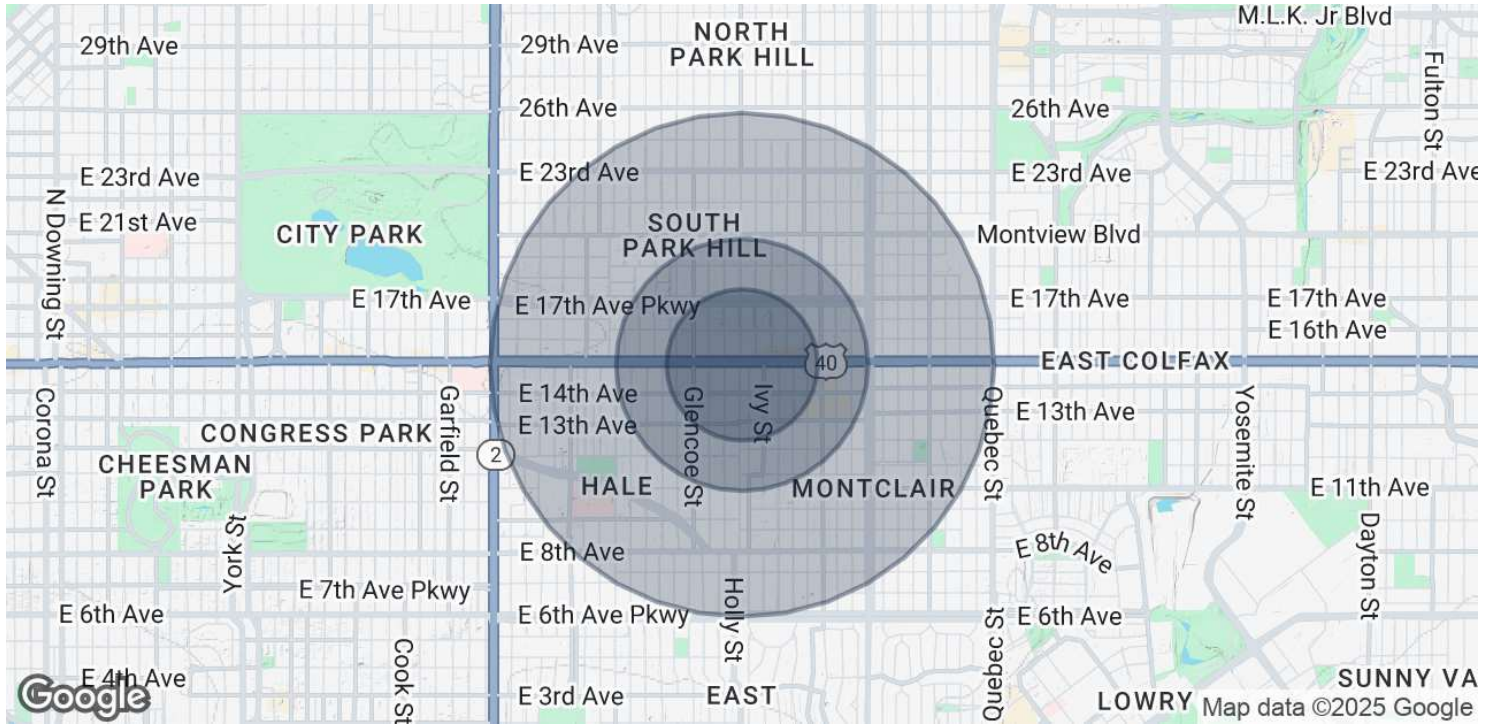 M.L.K. Jr Blvd
29th Ave
29th Ave
NORTH
PARK HILL
Fulton St
26th Ave
26th Ave
E 23rd Ave
E 23rd Ave
E 23rd Ave
E 23rd Ave
N Downing St
E 21st Ave
CITY PARK
SOUTH
PARK HILL
Montview Blvd
E 17th Ave
E 17th Ave Pkwy
E 17th Ave
E 17th Ave
E 16th Ave
40
EAST COLFAX
Corona St
Garfield St
E 14th Ave
Glencoe St
Ivy St
Quebec St
E 13th Ave
E 13th Ave
Yosemite St
CONGRESS PARK
2
CHEESMAN
PARK
HALE
MONTCLAIR
E 11th Ave
York St
E 8th Ave
E 8th Ave
Dayton St
E 7th Ave Pkwy
Holly St
E 6th Ave
E 6th Ave Pkwy
E 6th Ave
Quebec St
Cook St
E 4th Ave
E 3rd Ave
EAST
LOWRY
SUNNY VA
Google
Map data ©2025 Google